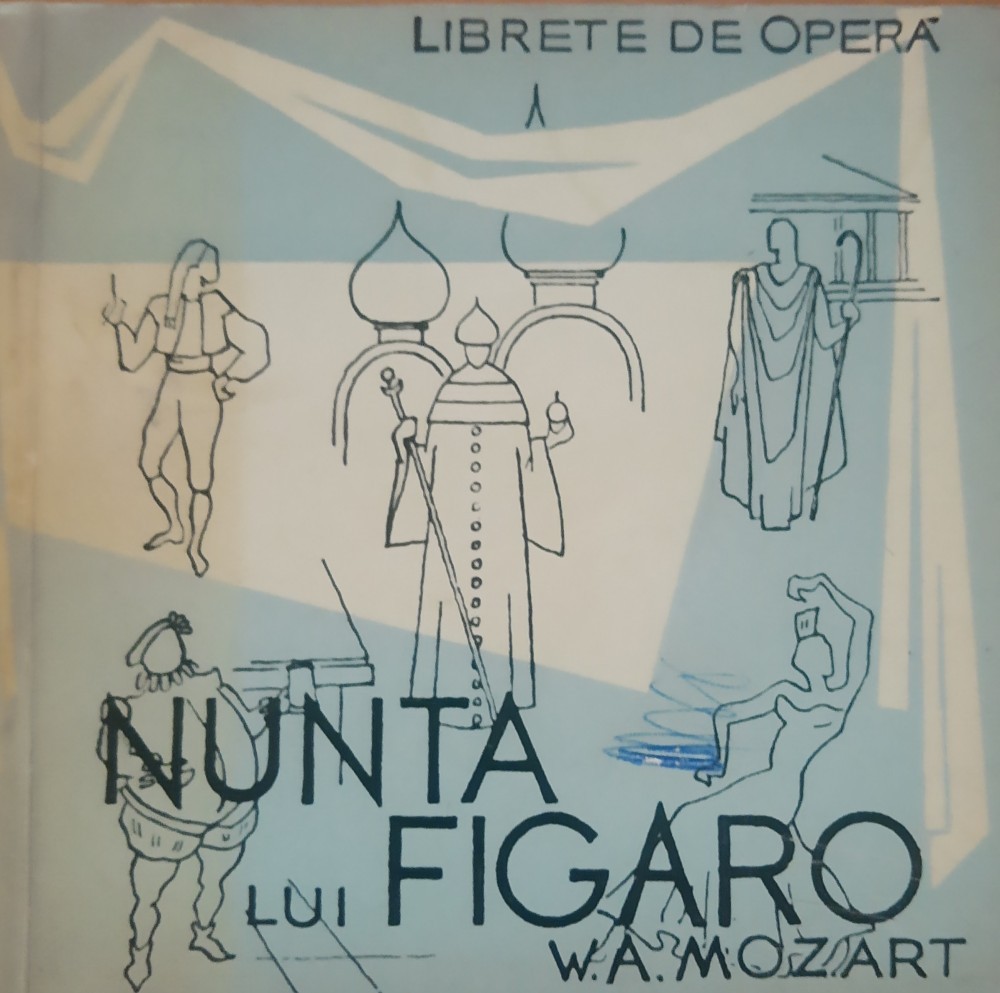 LIBRETE DE OPERĂ
NUNTA
LUI FIGARO
W.A.MOZART